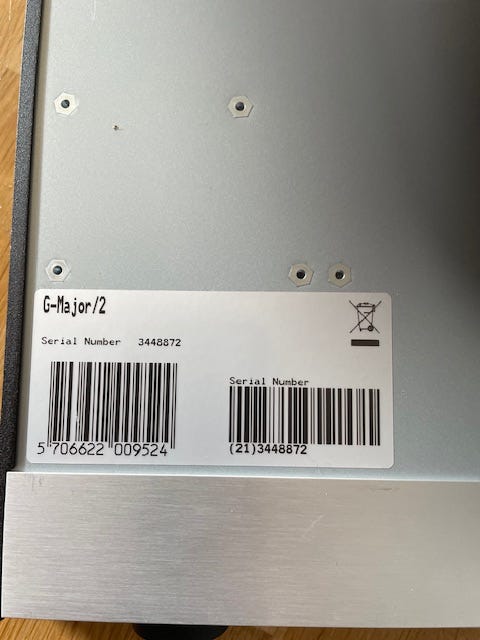 G-Major/2
Serial Number 3448872
Serial Number
5 706622 009524
(21)3448872